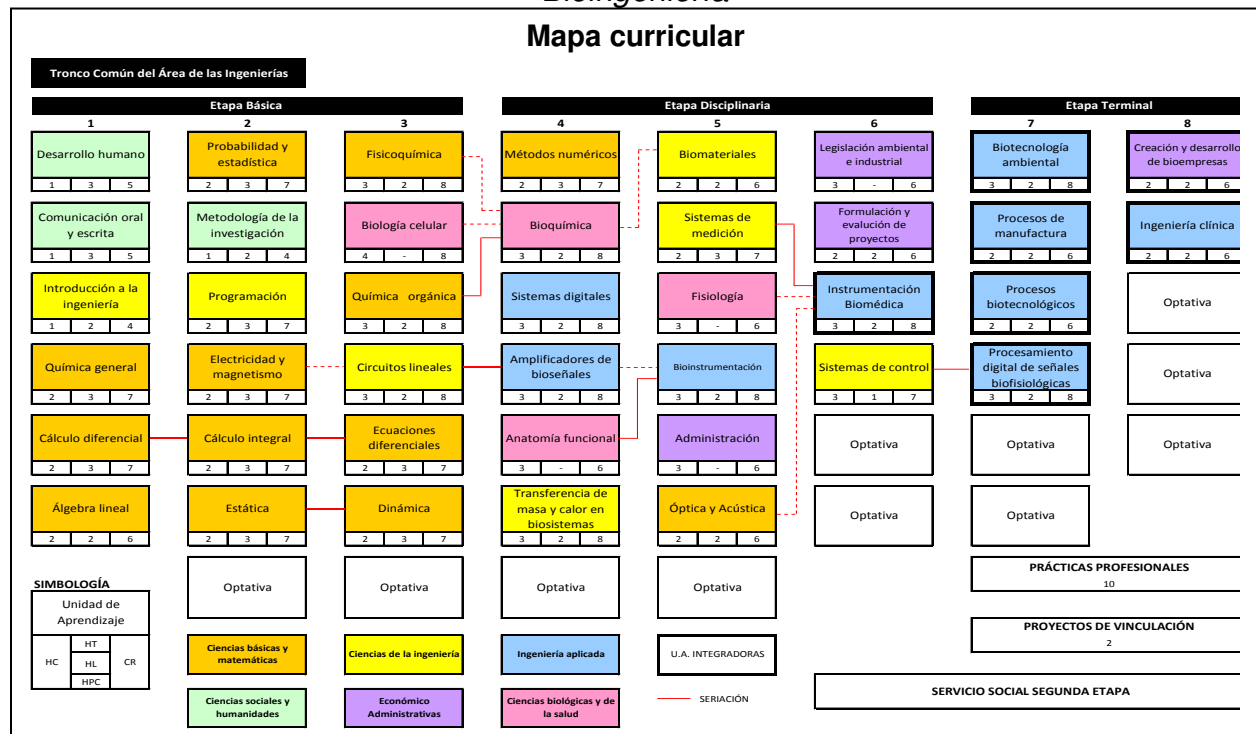 Bioingeniería
Mapa curricular
Tronco Común del Área de las Ingenierías
Etapa Básica Etapa Disciplinaria Etapa Terminal
1 2 3 4 5 6 7 8
Desarrollo humano
1 3 5
Probabilidad y
estadística
2 3 7
Fisicoquímica
3 2 8
Métodos numéricos
2 3 7
Biomateriales
2 2 6
Legislación ambiental
e industrial
3 - 6
Biotecnología
ambiental
3 2 8
Creación y desarrollo
de bioempresas
2 2 6
Comunicación oral
y escrita
1 3 5
Metodología de la
investigación
1 2 4
Biología celular
4 - 8
Bioquímica
3 2 8
Sistemas de
medición
2 3 7
Formulación y
evalución de
proyectos
2 2 6
Procesos de
manufactura
2 2 6
Ingeniería clínica
2 2 6
Introducción a la
ingeniería
1 2 4
Programación
2 3 7
Química orgánica
3 2 8
Sistemas digitales
3 2 8
Fisiología
3 - 6
Instrumentación
Biomédica
3 2 8
Procesos
biotecnológicos
2 2 6
Optativa
Química general
2 3 7
Electricidad y
magnetismo
2 3 7
Circuitos lineales
3 2 8
Amplificadores de
bioseñales
3 2 8
Bioinstrumentación
3 2 8
Sistemas de control
3 1 7
Procesamiento
digital de señales
biofisiológicas
3 2 8
Optativa
Cálculo diferencial
2 3 7
Cálculo integral
2 3 7
Ecuaciones
diferenciales
2 3 7
Anatomía funcional
3 - 6
Administración
3 - 6
Optativa
Optativa
Optativa
Álgebra lineal
2 2 6
Estática
2 3 7
Dinámica
2 3 7
Transferencia de
masa y calor en
biosistemas
3 2 8
Óptica y Acústica
2 2 6
Optativa
Optativa
Optativa
Optativa
Optativa
Optativa
PRÁCTICAS PROFESIONALES
10
PROYECTOS DE VINCULACIÓN
2
SERVICIO SOCIAL SEGUNDA ETAPA
SIMBOLOGÍA
Unidad de
Aprendizaje
HC HT CR
HL
HPC
Ciencias básicas y
matemáticas
Ciencias de la ingeniería
Ingeniería aplicada
U.A. INTEGRADORAS
Ciencias sociales y
humanidades
Económico
Administrativas
Ciencias biológicas y de
la salud
SERIACIÓN